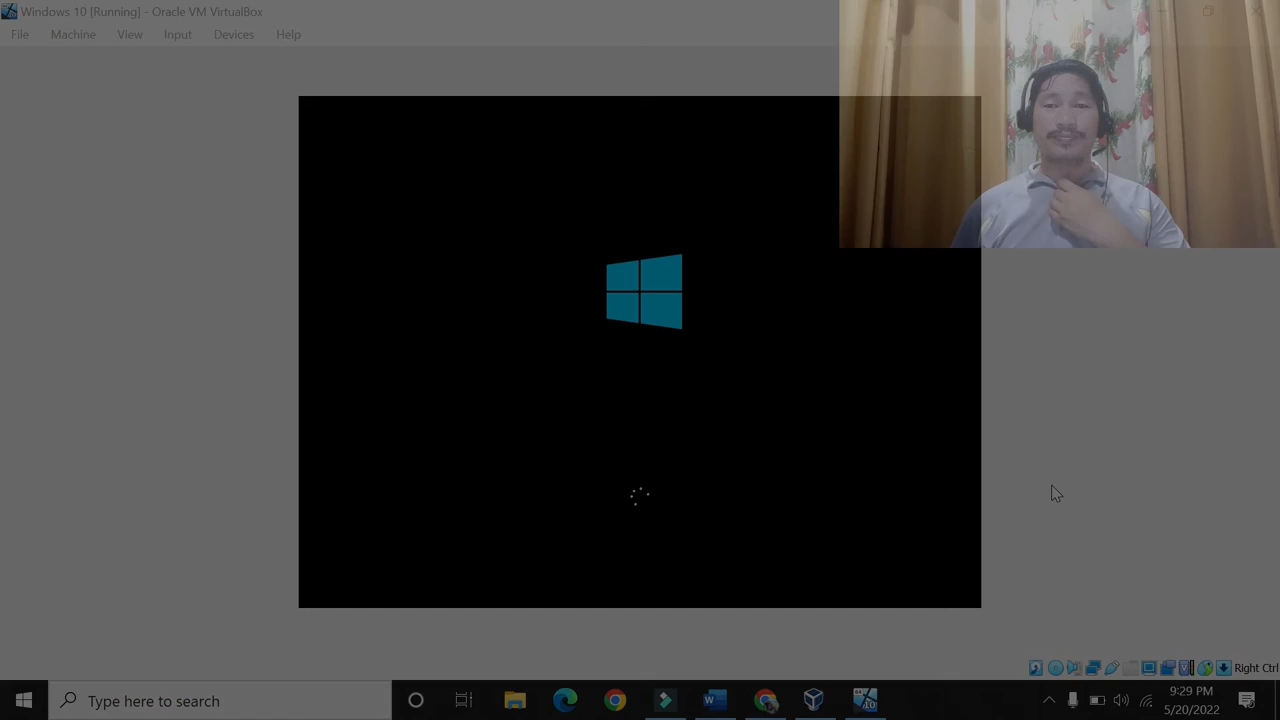 Windows 10 [Running] - Oracle VM VirtualBox
File Machine View Input Devices Help
Right Ctrl
Type here to search
9:29 PM
5/20/2022